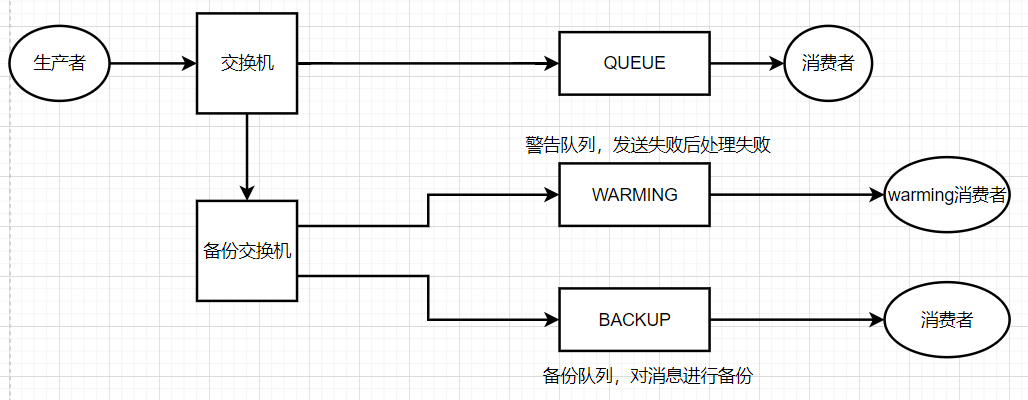 生产者
交换机
QUEUE
消费者
警告队列，发送失败后处理失败
WARMING
warming消费者
备份交换机
BACKUP
消费者
备份队列，对消息进行备份